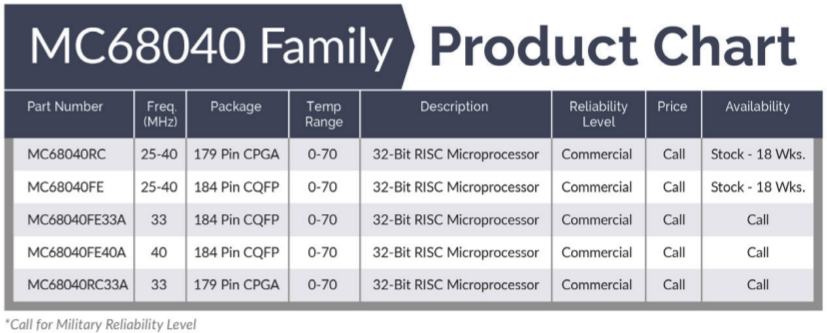 MC68040 Family Product Chart
Part Number Freq. (MHz) Package Temp Range Description Reliability Level Price Availability
MC68040RC 25-40 179 Pin CPGA 0-70 32-Bit RISC Microprocessor Commercial Call Stock - 18 Wks.
MC68040FE 25-40 184 Pin CQFP 0-70 32-Bit RISC Microprocessor Commercial Call Stock - 18 Wks.
MC68040FE33A 33 184 Pin CQFP 0-70 32-Bit RISC Microprocessor Commercial Call Call
MC68040FE40A 40 184 Pin CQFP 0-70 32-Bit RISC Microprocessor Commercial Call Call
MC68040RC33A 33 179 Pin CPGA 0-70 32-Bit RISC Microprocessor Commercial Call Call
*Call for Military Reliability Level